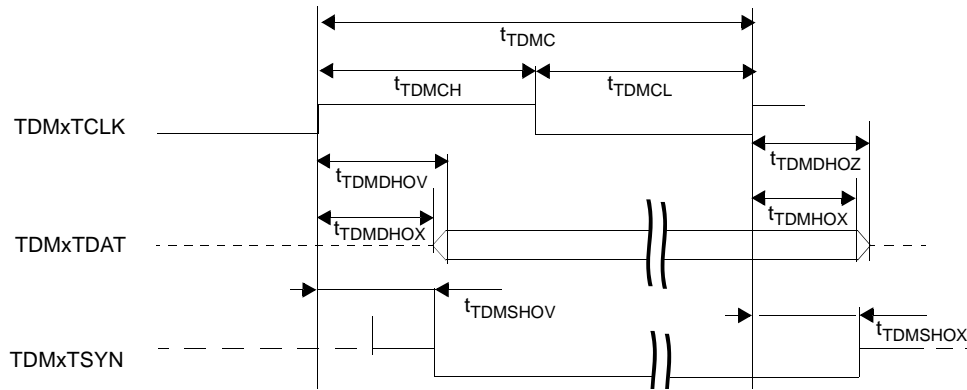 tTDMC
tTDMCH
tTDMCL
TDMxTCLK
tTDMDHOZ
tTDMDHOV
tTDMHOX
tTDMDHOX
TDMxTDAT
tTDMSHOV
tTDMSHOX
TDMxTSYN